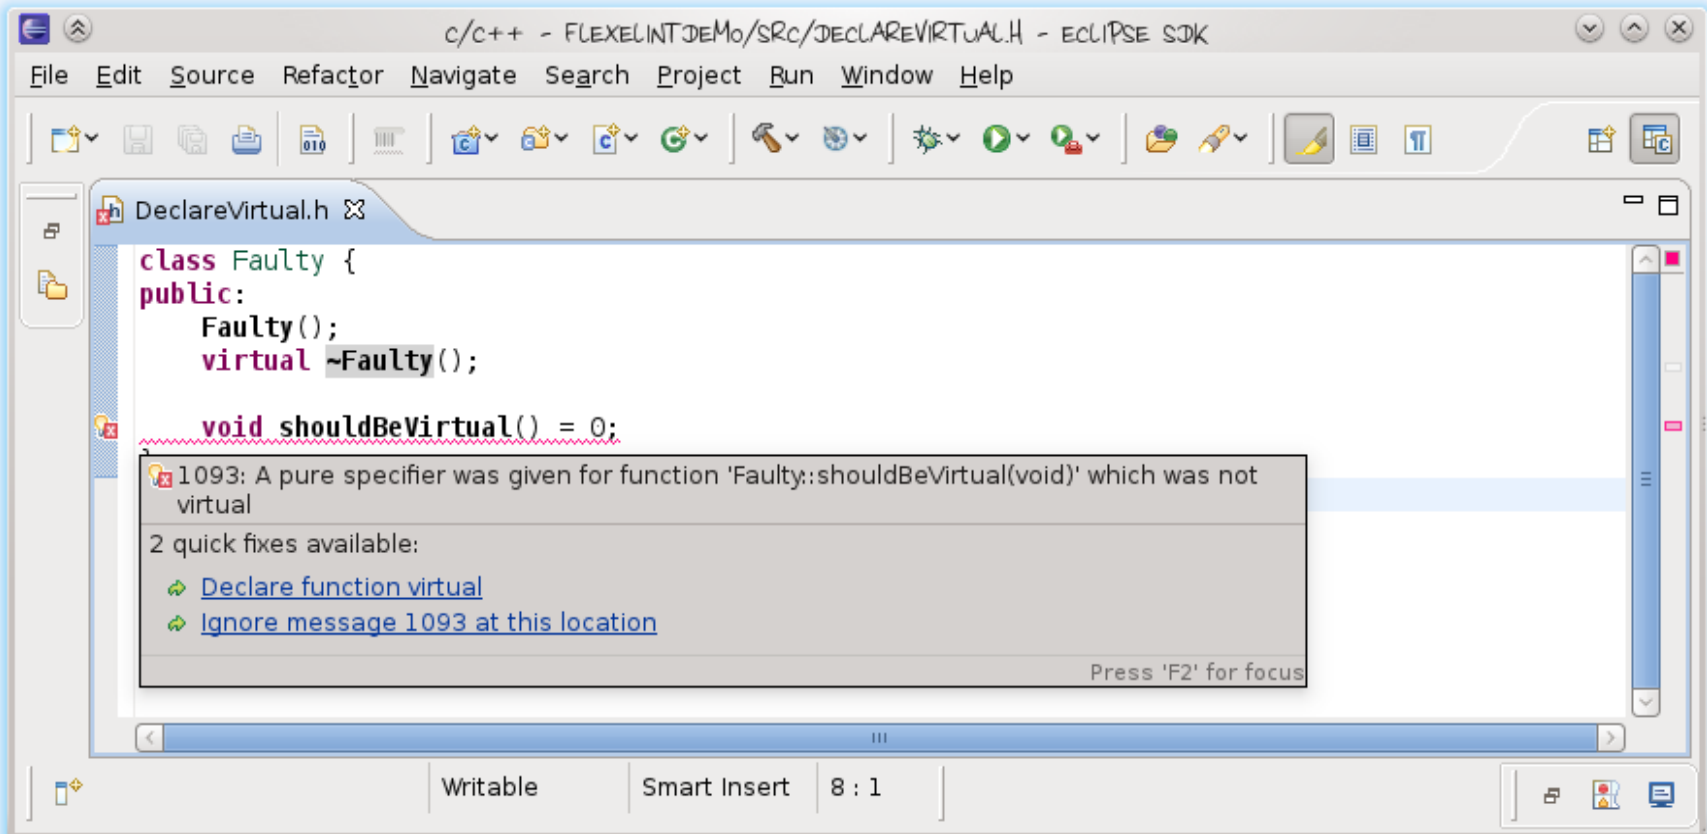 C/C++ - FLEXELINTDEMO/SRC/DECLAREVIRTUAL.H - ECLIPSE SDK
File Edit Source Refactor Navigate Search Project Run Window Help
DeclareVirtual.h
class Faulty {
public:
Faulty();
virtual ~Faulty();
void shouldBeVirtual() = 0;
1093: A pure specifier was given for function 'Faulty::shouldBeVirtual(void)' which was not
virtual
2 quick fixes available:
Declare function virtual
Ignore message 1093 at this location
Press 'F2' for focus
Writable Smart Insert 8 : 1